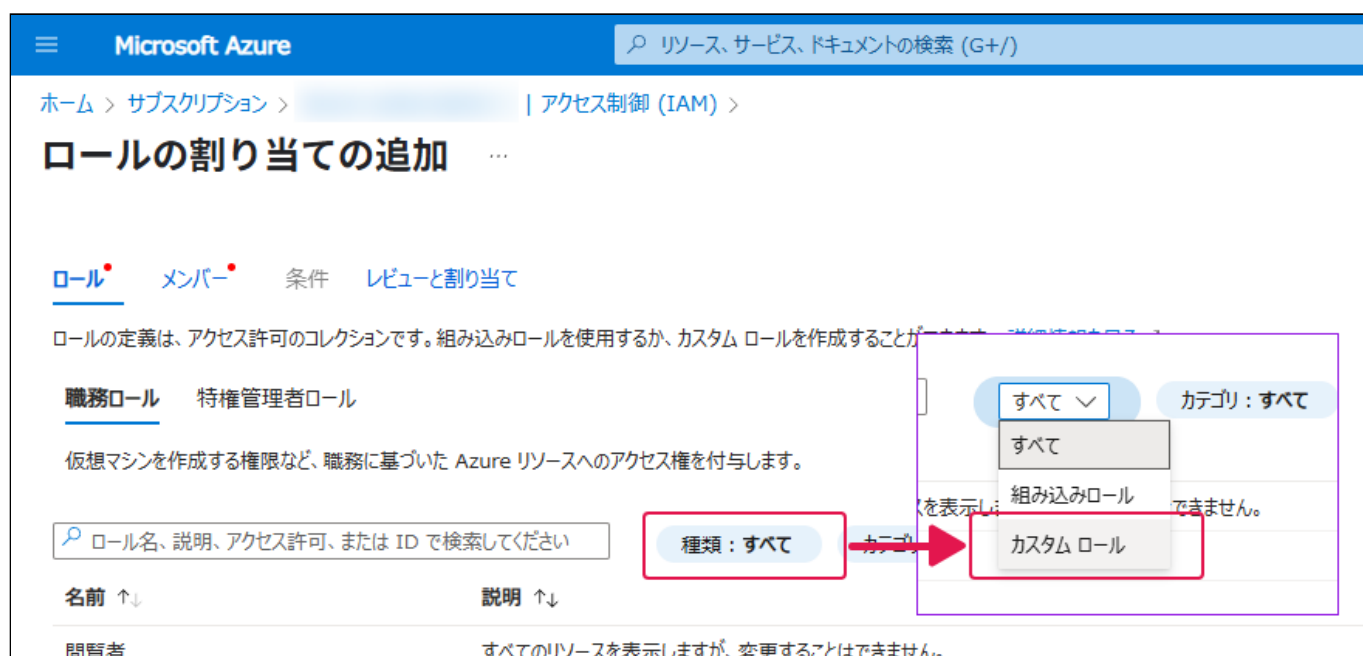 Microsoft Azure
リソース、サービス、ドキュメントの検索 (G+/)
ホーム > サブスクリプション > | アクセス制御 (IAM) >
ロールの割り当ての追加 …
ロール メンバー 条件 レビューと割り当て
ロールの定義は、アクセス許可のコレクションです。組み込みロールを使用するか、カスタム ロールを作成することが
職務ロール 特権管理者ロール
すべて カテゴリ : すべて
すべて
仮想マシンを作成する権限など、職務に基づいた Azure リソースへのアクセス権を付与します。
組み込みロール
を表示し できません。
ロール名、説明、アクセス許可、または ID で検索してください
種類 : すべて カテゴリ
カスタム ロール
名前 ↑↓ 説明 ↑↓
閲覧者 すべてのリソースを表示しますが、変更することはできません。